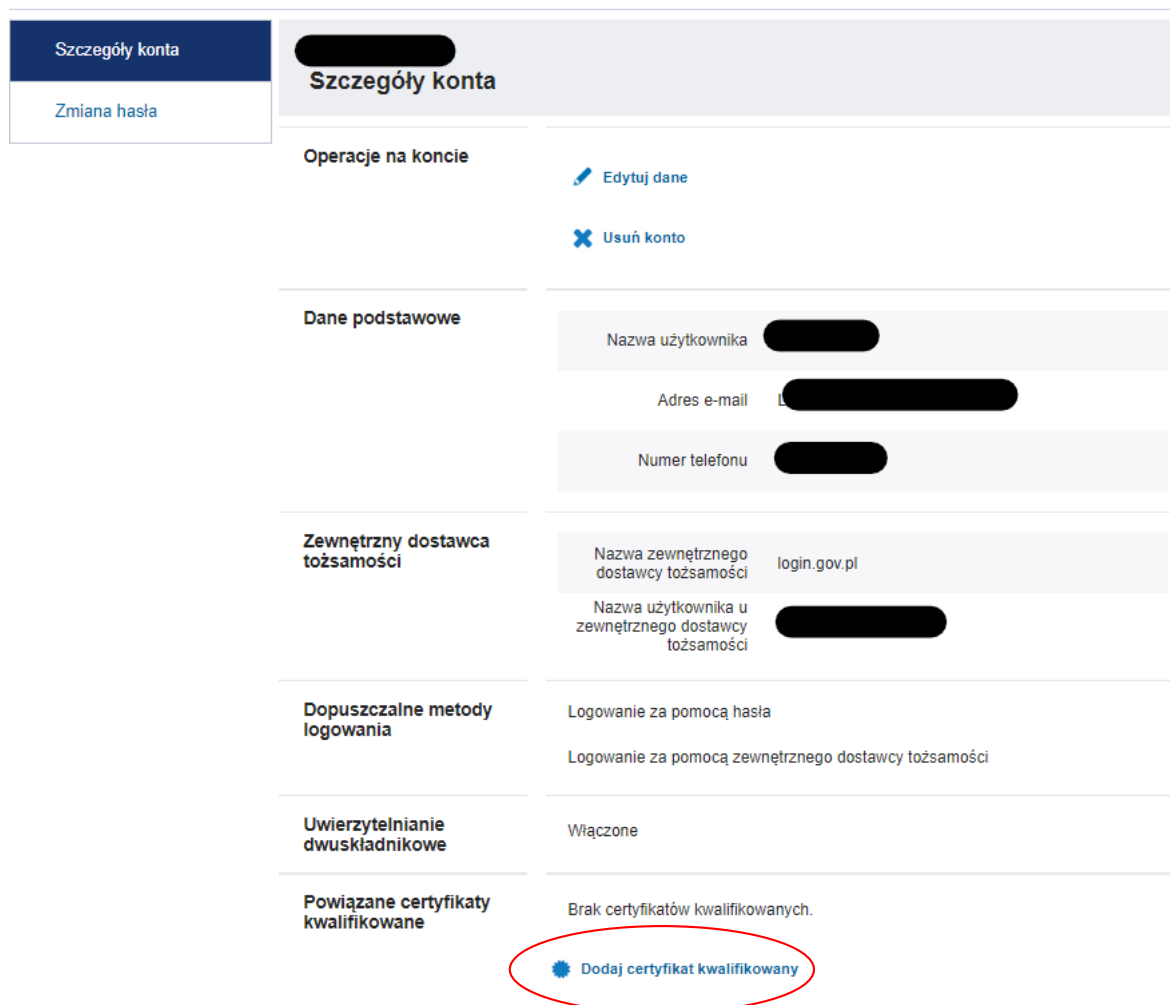 Szczegóły konta
Zmiana hasła
Szczegóły konta
Operacje na koncie
Edytuj dane
Usuń konto
Dane podstawowe
Nazwa użytkownika
Adres e-mail
Numer telefonu
Zewnętrzny dostawca
tożsamości
Nazwa zewnętrznego
dostawcy tożsamości
login.gov.pl
Nazwa użytkownika u
zewnętrznego dostawcy
tożsamości
Dopuszczalne metody
logowania
Logowanie za pomocą hasła
Logowanie za pomocą zewnętrznego dostawcy tożsamości
Uwierzytelnianie
dwuskładnikowe
Włączone
Powiązane certyfikaty
kwalifikowane
Brak certyfikatów kwalifikowanych.
Dodaj certyfikat kwalifikowany